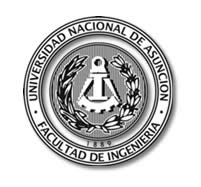 UNIVERSIDAD NACIONAL DE ASUNCION
1889
FACULTAD DE INGENIERIA